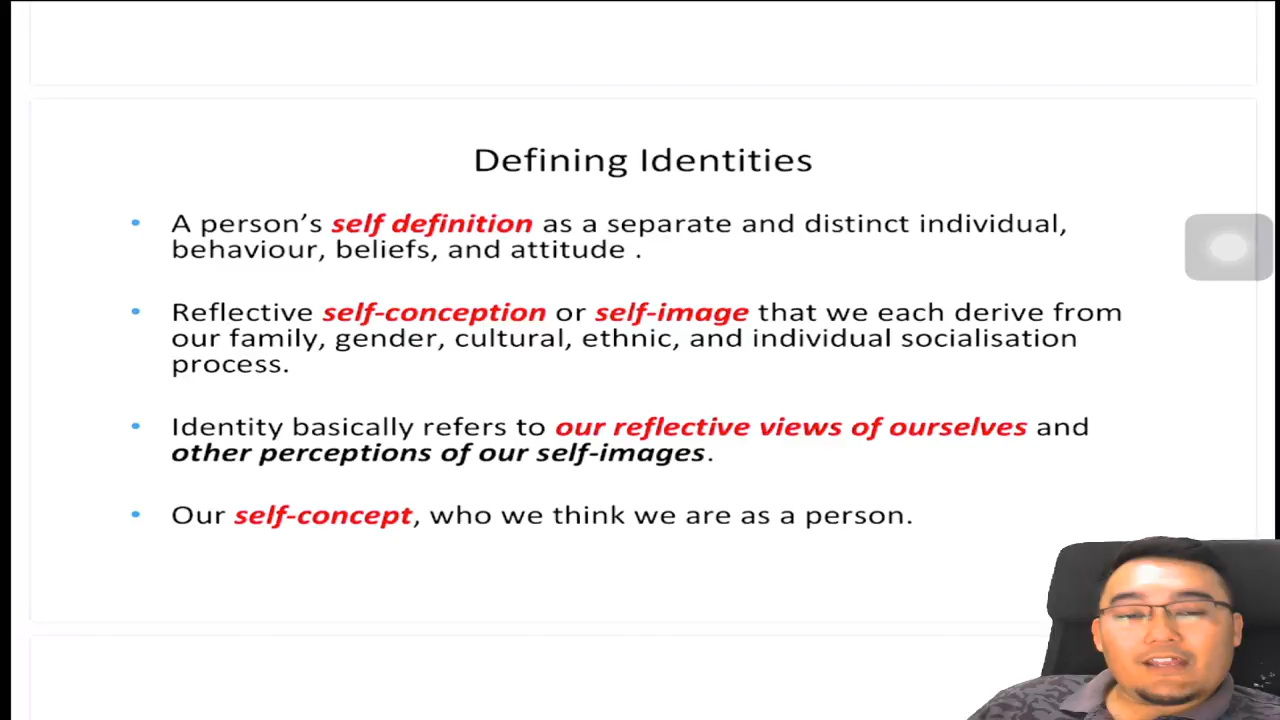 Defining Identities
• A person’s self definition as a separate and distinct individual,
behaviour, beliefs, and attitude .
• Reflective self-conception or self-image that we each derive from
our family, gender, cultural, ethnic, and individual socialisation
process.
• Identity basically refers to our reflective views of ourselves and
other perceptions of our self-images.
• Our self-concept, who we think we are as a person.